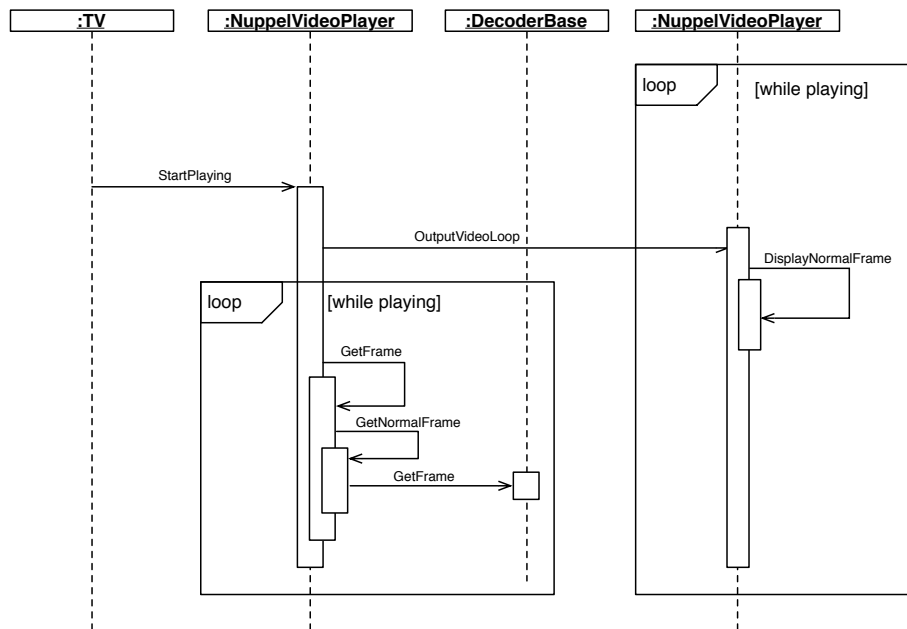 :TV
:NuppelVideoPlayer
:DecoderBase
:NuppelVideoPlayer
loop
[while playing]
StartPlaying
OutputVideoLoop
DisplayNormalFrame
loop
[while playing]
GetFrame
GetNormalFrame
GetFrame